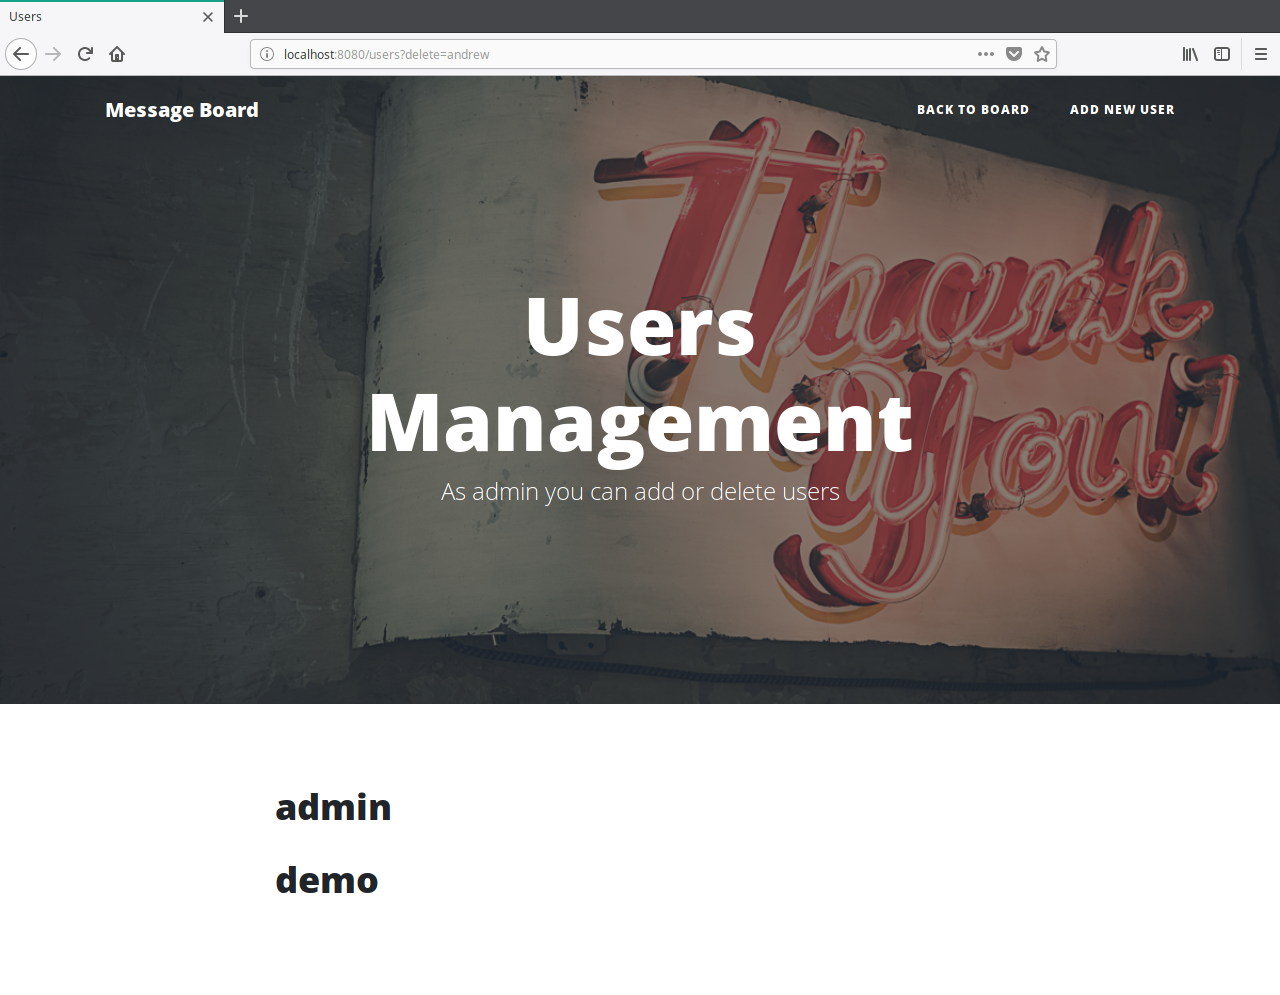 Users
localhost:8080/users?delete=andrew
Message Board
BACK TO BOARD
ADD NEW USER
Thank
You!
Users
Management
As admin you can add or delete users
admin
demo